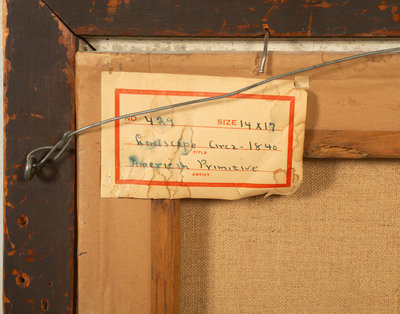 NO. 429 SIZE 14 X 17
Landscape Circa - 1840
TITLE
American Primitive
ARTIST